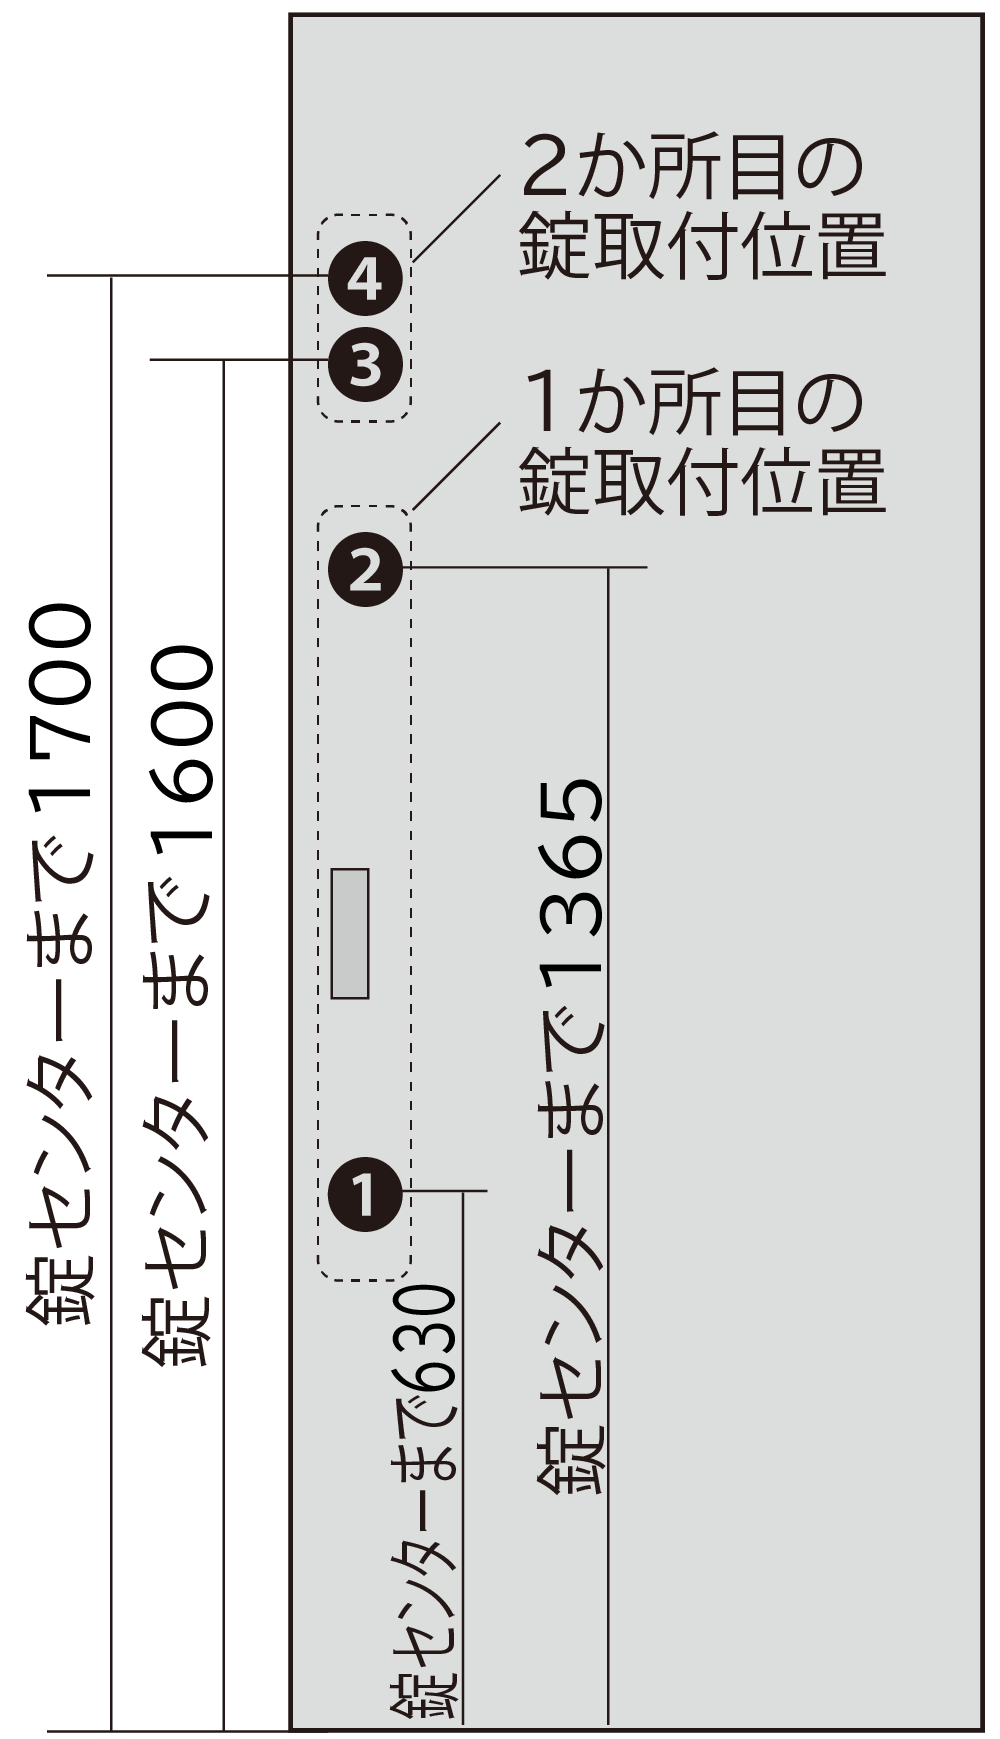 2か所目の
錠取付位置
4
3
1か所目の
錠取付位置
2
1
錠センターまで1700
錠センターまで1600
錠センターまで630
錠センターまで1365